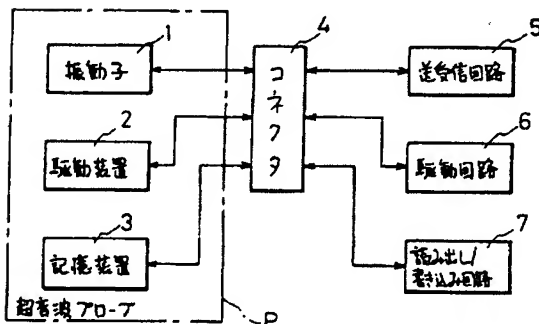 1
振動子
2
駆動装置
3
記憶装置
超音波プローブ
P
4
コネクタ
5
送受信回路
6
駆動回路
7
読み出し/
書き込み回路